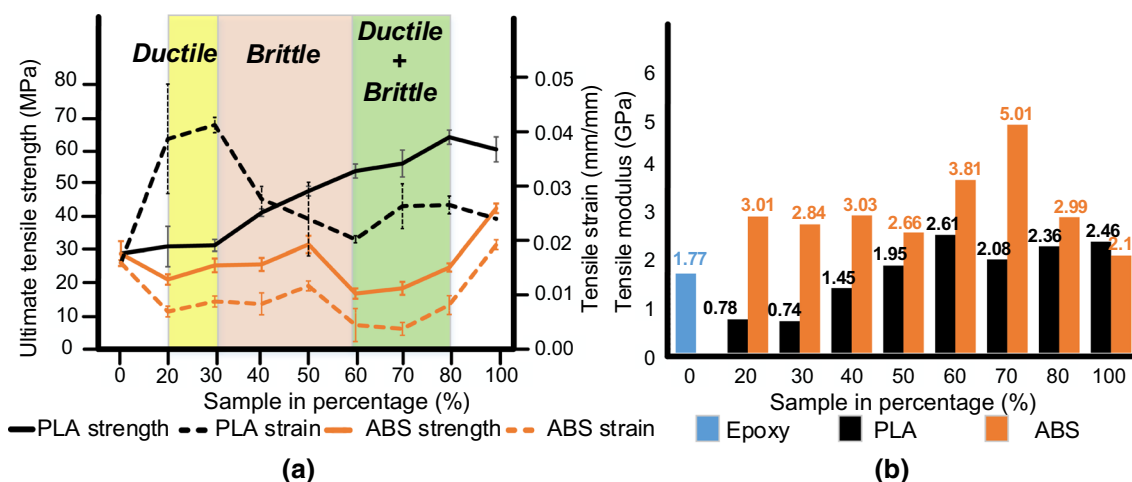 Ductile
Brittle
Ductile
+
Brittle
Ultimate tensile strength (MPa)
80
70
60
50
40
30
20
10
0
0.05
0.04
0.03
0.02
0.01
0.00
Tensile strain (mm/mm)
0 20 30 40 50 60 70 80 100
Sample in percentage (%)
PLA strength PLA strain ABS strength ABS strain
(a)
Tensile modulus (GPa)
6
5
4
3
2
1
0
1.77
0.78
3.01
0.74
2.84
1.45
3.03
1.95
2.66
2.61
3.81
2.08
5.01
2.36
2.99
2.46
2.1
0 20 30 40 50 60 70 80 100
Sample in percentage (%)
Epoxy PLA ABS
(b)